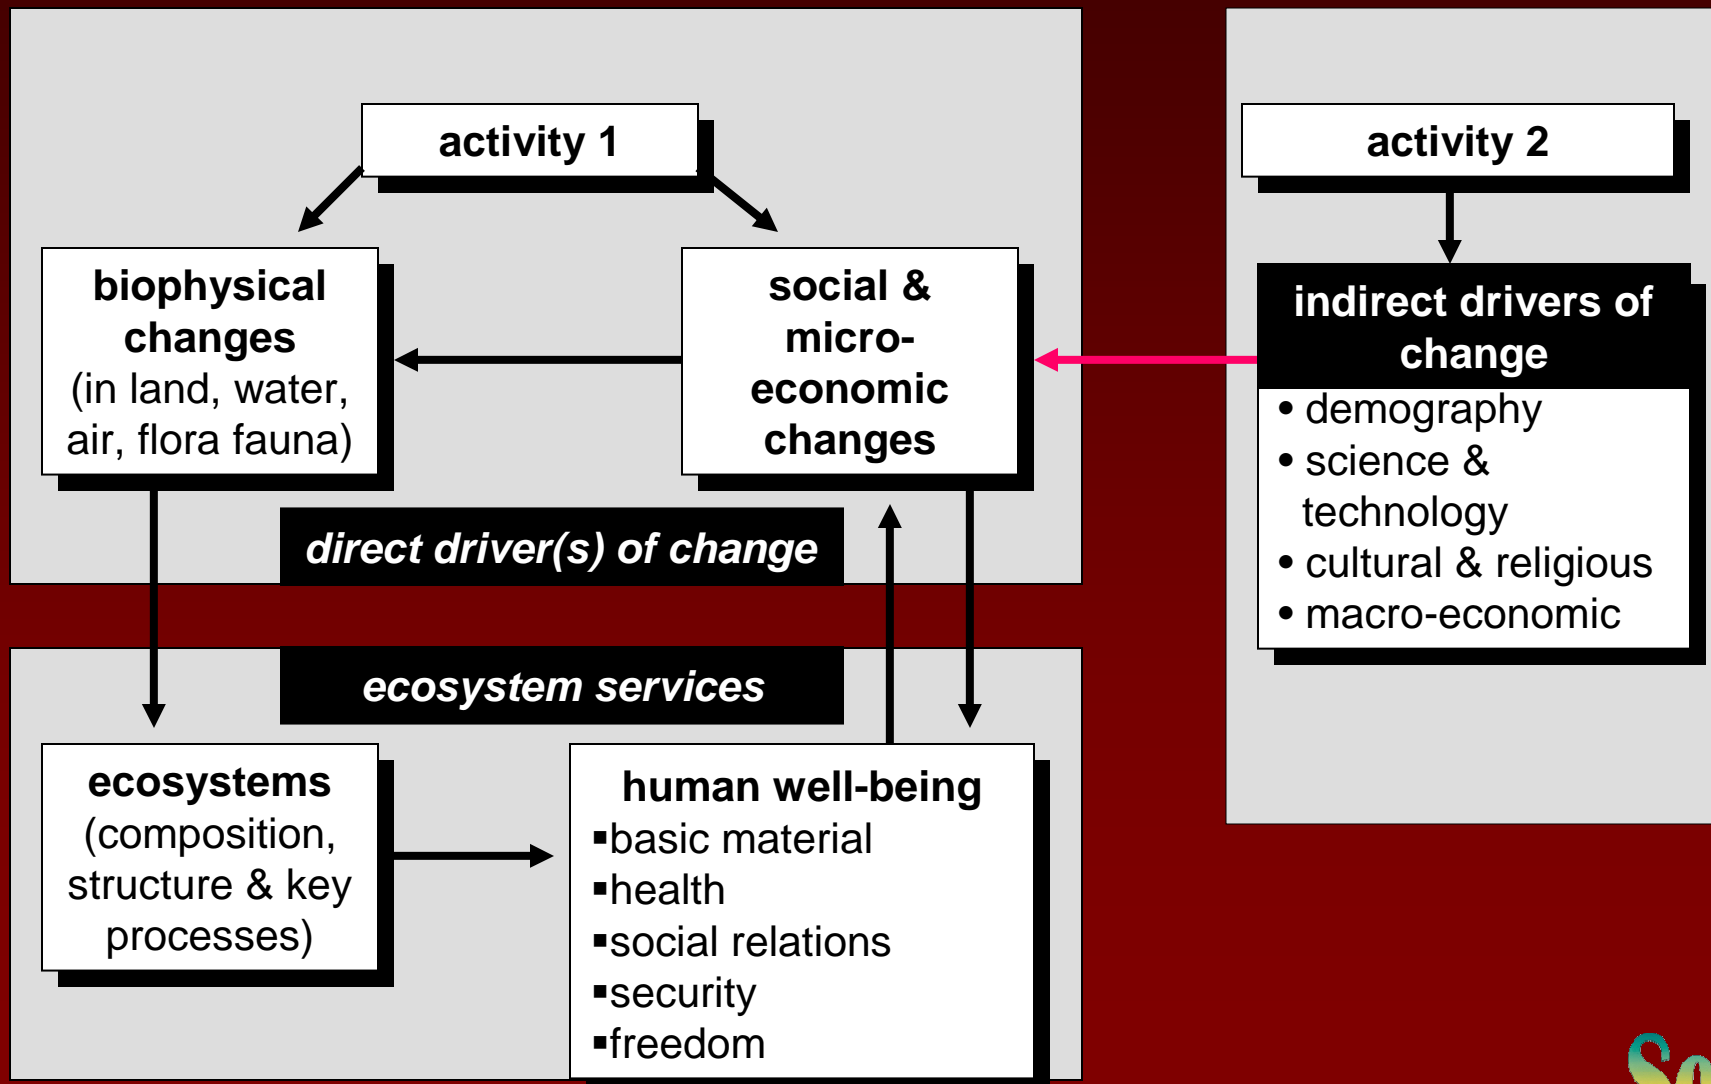 activity 1
biophysical
changes
(in land, water,
air, flora fauna)
social &
micro-
economic
changes
direct driver(s) of change
ecosystem services
ecosystems
(composition,
structure & key
processes)
human well-being
▪basic material
▪health
▪social relations
▪security
▪freedom
activity 2
indirect drivers of
change
• demography
• science &
technology
• cultural & religious
• macro-economic